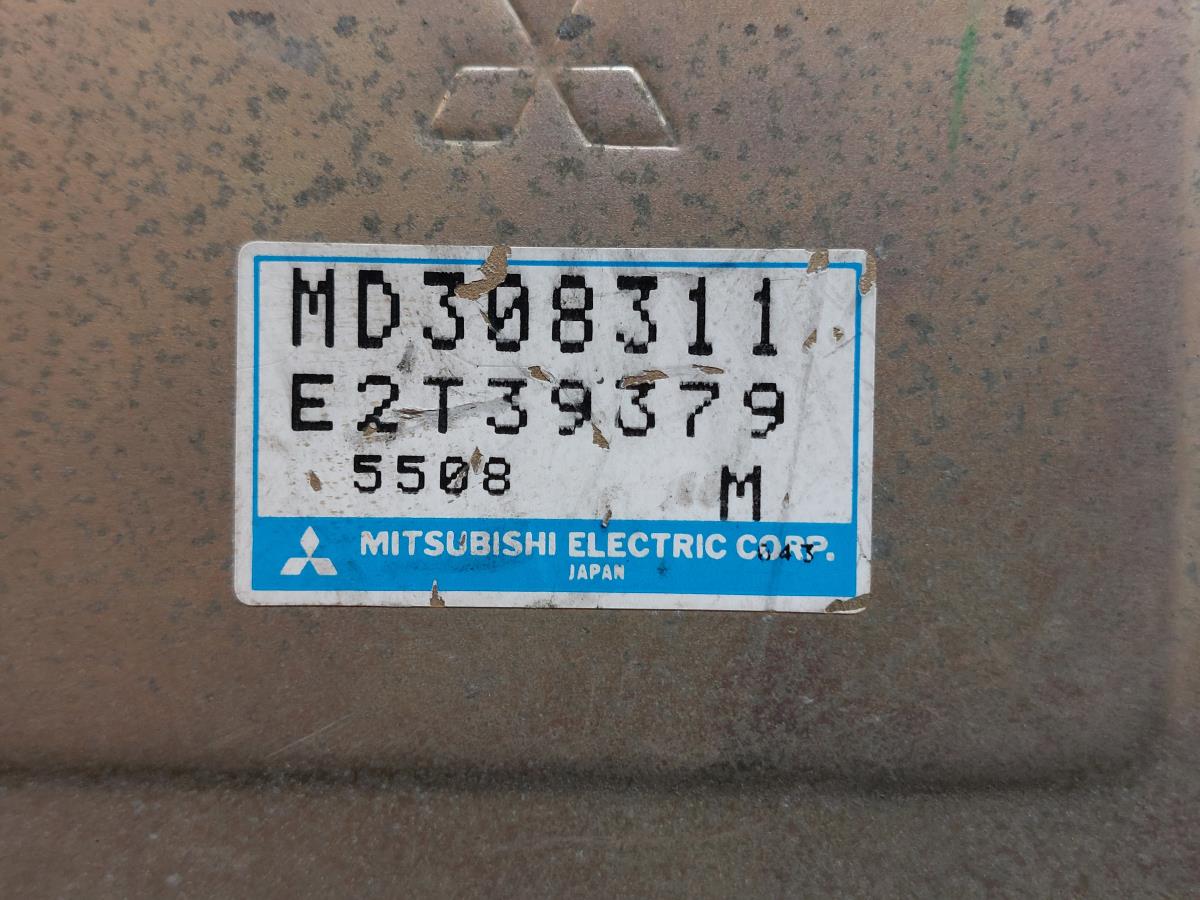 MD308311
E2T39379
5508 M
MITSUBISHI ELECTRIC CORP.
JAPAN